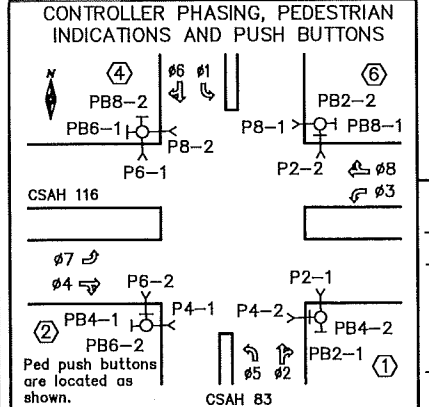 CONTROLLER PHASING, PEDESTRIAN
INDICATIONS AND PUSH BUTTONS
N
4
ø6 ø1
6
PB8-2
PB2-2
PB6-1
P8-1
PB8-1
P8-2
P6-1
P2-2
ø8
CSAH 116
ø3
ø7
ø4
P6-2
P2-1
P4-1
P4-2
2
PB4-1
PB4-2
PB6-2
PB2-1
1
Ped push buttons
are located as
shown.
ø5 ø2
CSAH 83